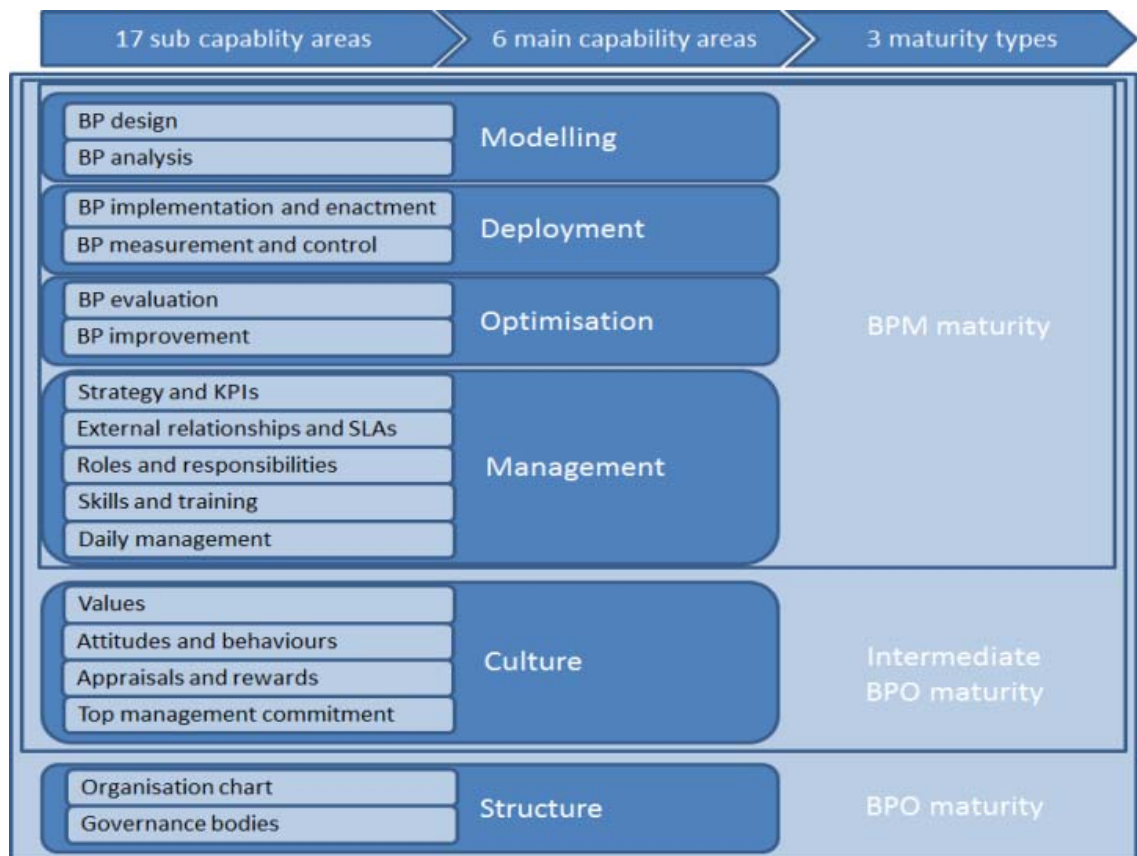 17 sub capablity areas
6 main capability areas
3 maturity types
BP design
BP analysis
Modelling
BP implementation and enactment
BP measurement and control
Deployment
BP evaluation
BP improvement
Optimisation
BPM maturity
Strategy and KPIs
External relationships and SLAs
Roles and responsibilities
Skills and training
Daily management
Management
Values
Attitudes and behaviours
Appraisals and rewards
Top management commitment
Culture
Intermediate
BPO maturity
Organisation chart
Governance bodies
Structure
BPO maturity